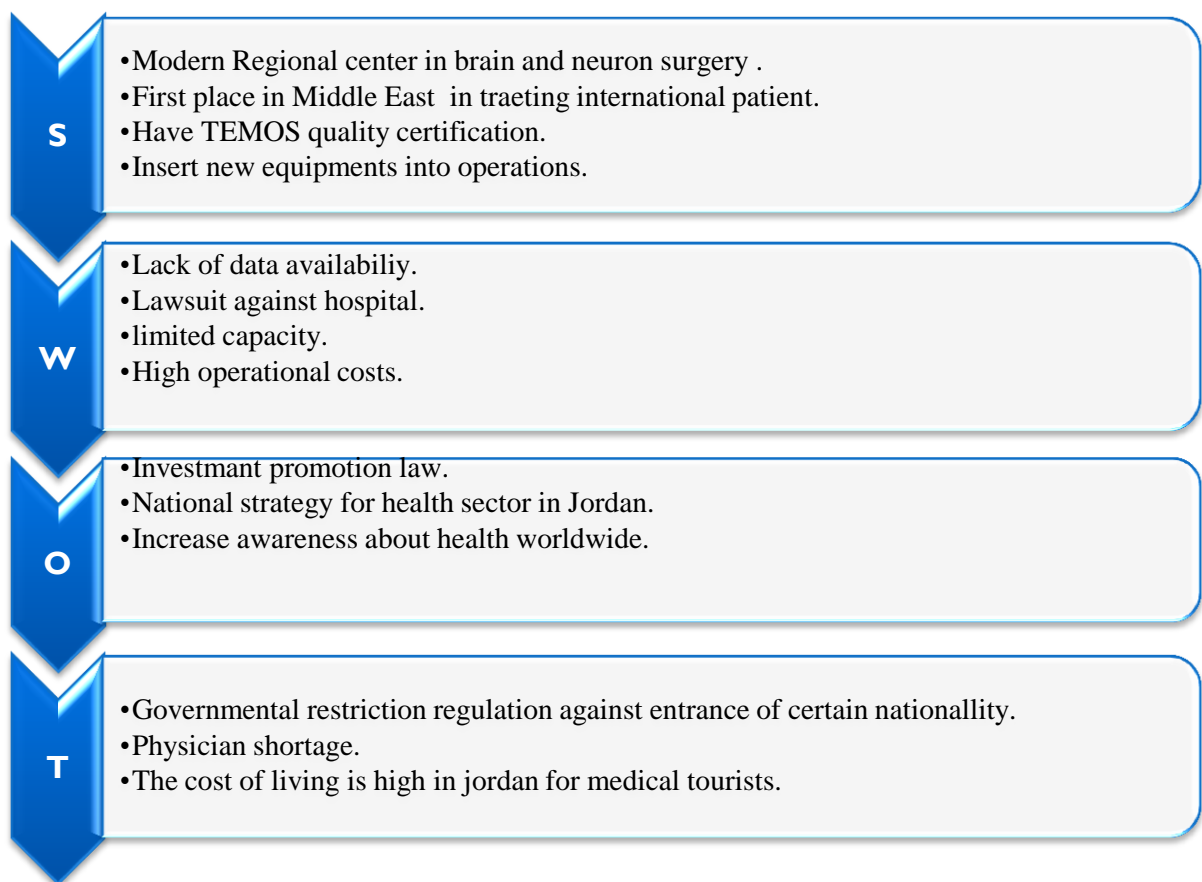 S
•Modern Regional center in brain and neuron surgery .
•First place in Middle East in traeting international patient.
•Have TEMOS quality certification.
•Insert new equipments into operations.
W
•Lack of data availabiliy.
•Lawsuit against hospital.
•limited capacity.
•High operational costs.
O
•Investmant promotion law.
•National strategy for health sector in Jordan.
•Increase awareness about health worldwide.
T
•Governmental restriction regulation against entrance of certain nationallity.
•Physician shortage.
•The cost of living is high in jordan for medical tourists.